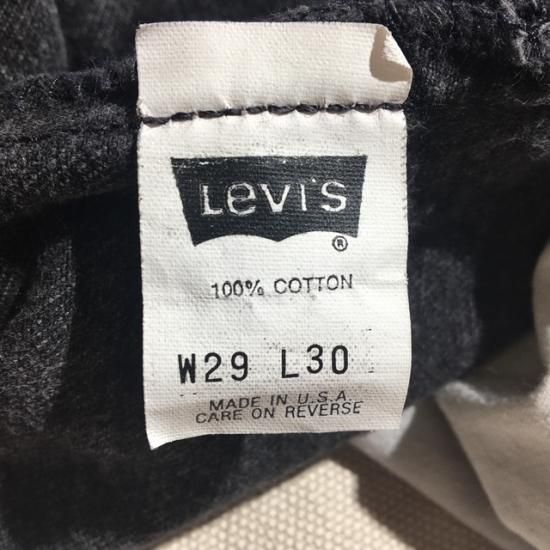 Levi's
®
100% COTTON
W29 L30
MADE IN U.S.A.
CARE ON REVERSE